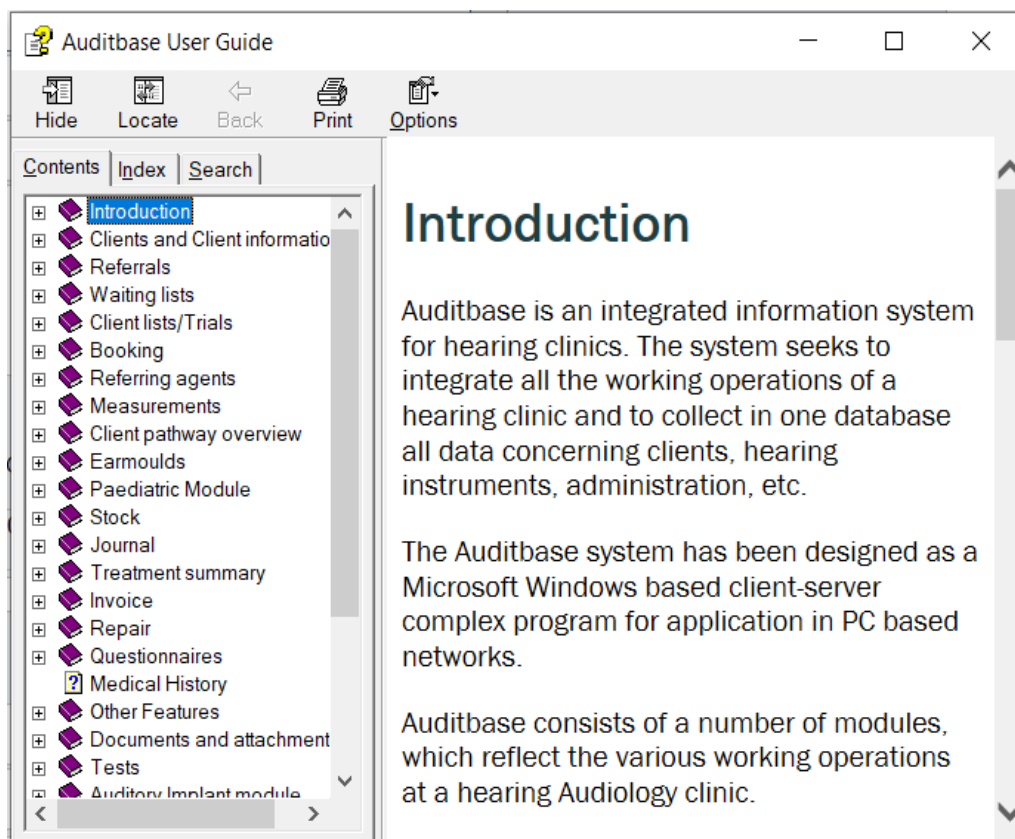 Auditbase User Guide
Hide Locate Back Print Options
Contents Index Search
Introduction
Clients and Client informatio
Referrals
Waiting lists
Client lists/Trials
Booking
Referring agents
Measurements
Client pathway overview
Earmoulds
Paediatric Module
Stock
Journal
Treatment summary
Invoice
Repair
Questionnaires
Medical History
Other Features
Documents and attachment
Tests
Auditory Implant module
Introduction
Auditbase is an integrated information system
for hearing clinics. The system seeks to
integrate all the working operations of a
hearing clinic and to collect in one database
all data concerning clients, hearing
instruments, administration, etc.
The Auditbase system has been designed as a
Microsoft Windows based client-server
complex program for application in PC based
networks.
Auditbase consists of a number of modules,
which reflect the various working operations
at a hearing Audiology clinic.